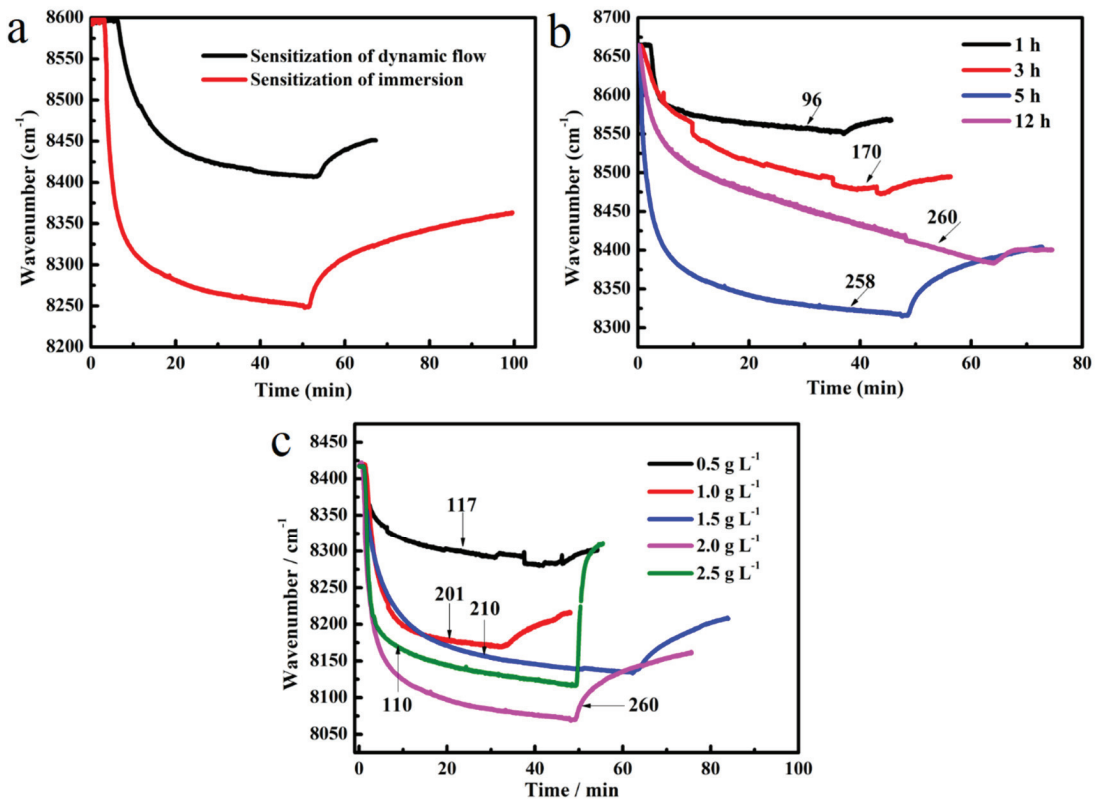 a
8600
8550
8500
8450
8400
8350
8300
8250
8200
Wavenumber (cm-1)
Sensitization of dynamic flow
Sensitization of immersion
0 20 40 60 80 100
Time (min)
b
8700
8650
8600
8550
8500
8450
8400
8350
8300
Wavenumber (cm-1)
1 h
3 h
5 h
12 h
96
170
260
258
0 20 40 60 80
Time (min)
c
8450
8400
8350
8300
8250
8200
8150
8100
8050
Wavenumber / cm-1
0.5 g L-1
1.0 g L-1
1.5 g L-1
2.0 g L-1
2.5 g L-1
117
201
210
110
260
0 20 40 60 80 100
Time / min